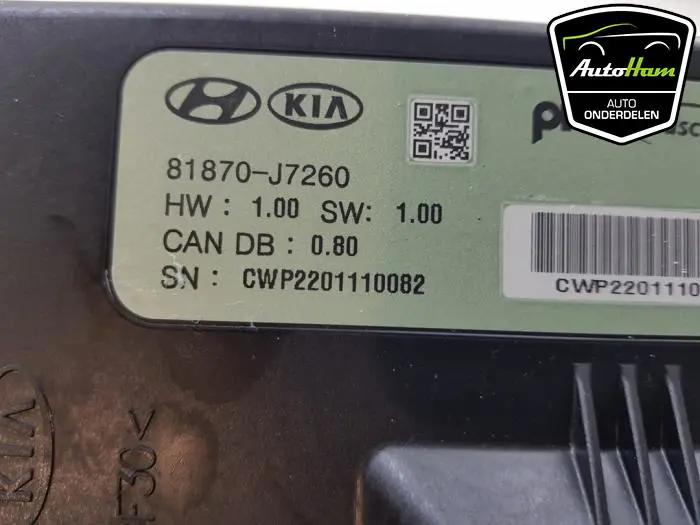 AutoHam
AUTO
ONDERDELEN
KIA
81870-J7260
HW : 1.00 SW: 1.00
CAN DB : 0.80
SN : CWP2201110082
CWP2201110
KIA
F30<